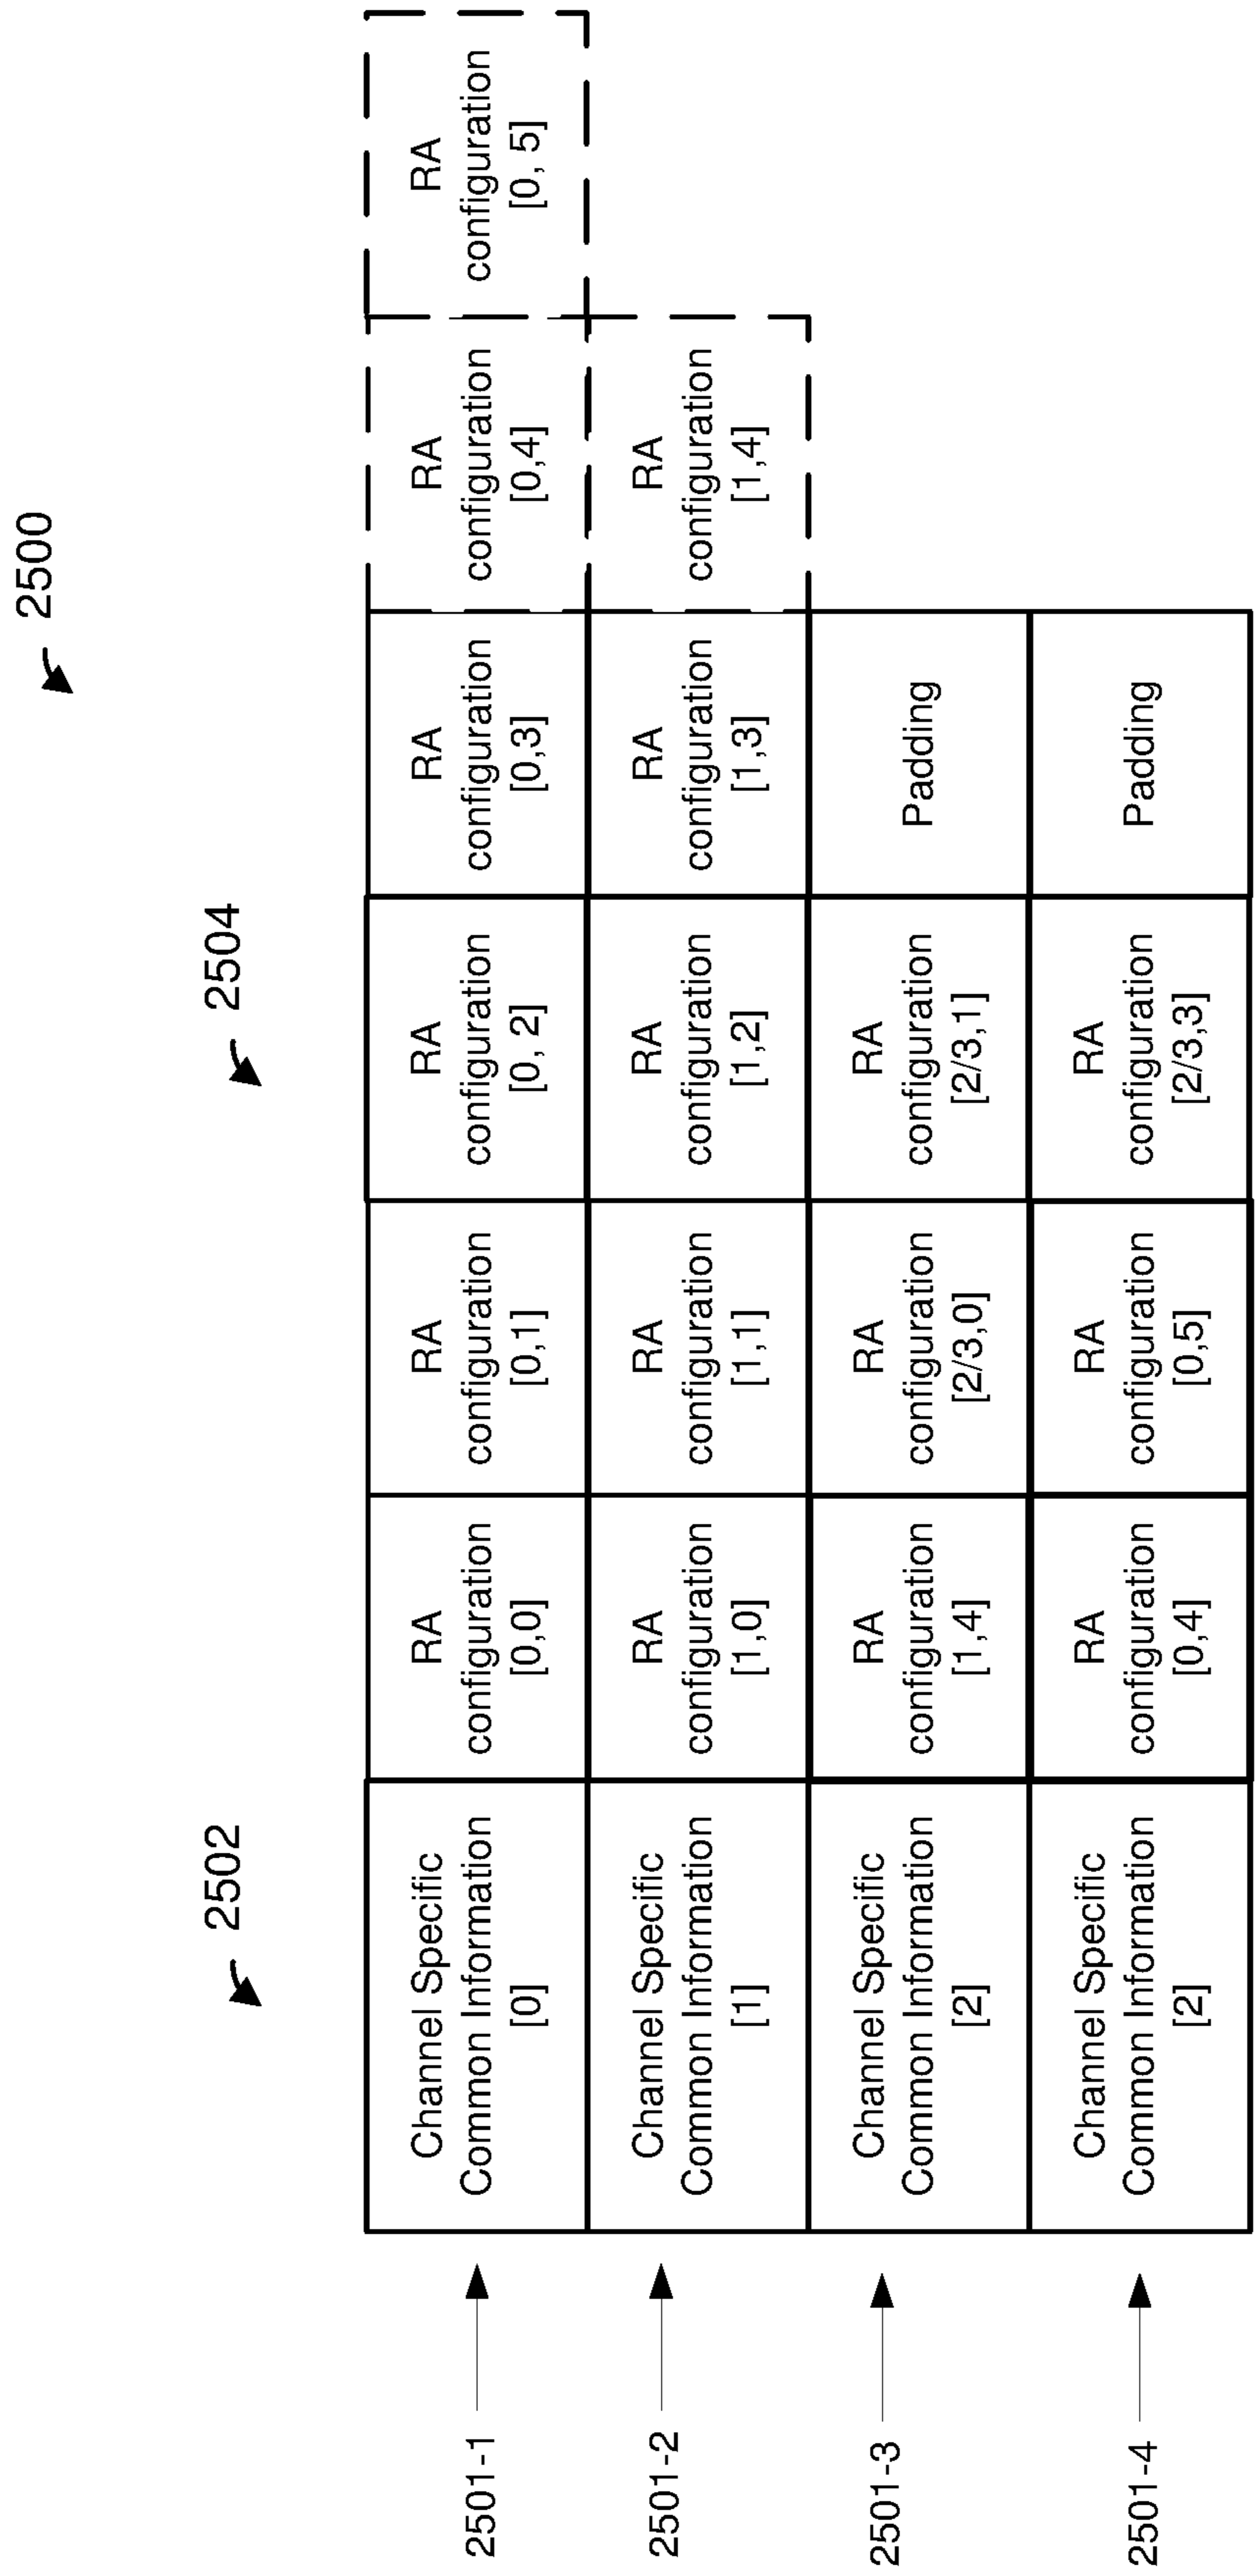 2500
2502
2504
2501-1
Channel Specific
Common Information
[0]
RA
configuration
[0,0]
RA
configuration
[0,1]
RA
configuration
[0, 2]
RA
configuration
[0,3]
RA
configuration
[0,4]
RA
configuration
[0, 5]
2501-2
Channel Specific
Common Information
[1]
RA
configuration
[1,0]
RA
configuration
[1,1]
RA
configuration
[1,2]
RA
configuration
[1,3]
RA
configuration
[1,4]
2501-3
Channel Specific
Common Information
[2]
RA
configuration
[1,4]
RA
configuration
[2/3,0]
RA
configuration
[2/3,1]
Padding
2501-4
Channel Specific
Common Information
[2]
RA
configuration
[0,4]
RA
configuration
[0,5]
RA
configuration
[2/3,3]
Padding